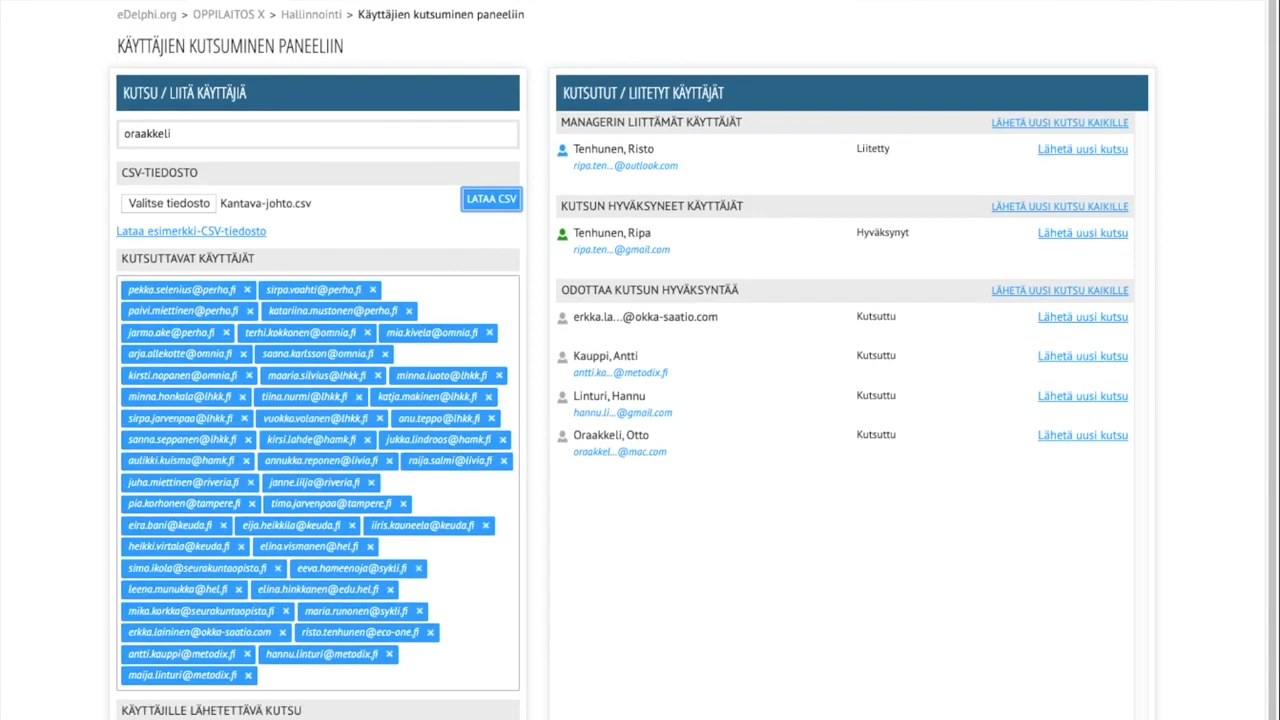 eDelphi.org > OPPILAITOS X > Hallinnointi > Käyttäjien kutsuminen paneeliin
KÄYTTÄJIEN KUTSUMINEN PANEELIIN
KUTSU / LIITÄ KÄYTTÄJIÄ
oraakkeli
CSV-TIEDOSTO
Valitse tiedosto Kantava-johto.csv
LATAA CSV
Lataa esimerkki-CSV-tiedosto
KUTSUTTAVAT KÄYTTÄJÄT
pekka.selenius@perho.fi × sirpa.vaahti@perho.fi ×
paivi.miettinen@perho.fi × katariina.mustonen@perho.fi ×
jarmo.ake@perho.fi × terhi.kokkonen@omnia.fi × mia.kivela@omnia.fi ×
arja.allekotte@omnia.fi × saana.karlsson@omnia.fi ×
kirsti.nopanen@omnia.fi × maaria.silvius@lhkk.fi × minna.luoto@lhkk.fi ×
minna.honkala@lhkk.fi × tiina.nurmi@lhkk.fi × katja.makinen@lhkk.fi ×
sirpa.jarvenpaa@lhkk.fi × vuokko.volanen@lhkk.fi × anu.teppo@lhkk.fi ×
sanna.seppanen@lhkk.fi × kirsi.lahde@hamk.fi × jukka.lindroos@hamk.fi ×
aulikki.kuisma@hamk.fi × annukka.reponen@livia.fi × raija.salmi@livia.fi ×
juha.miettinen@riveria.fi × janne.lilja@riveria.fi ×
pia.korhonen@tampere.fi × timo.jarvenpaa@tampere.fi ×
eira.bani@keuda.fi × eija.heikkila@keuda.fi × iiris.kauneela@keuda.fi ×
heikki.virtala@keuda.fi × elina.vismanen@hel.fi ×
simo.ikola@seurakuntaopisto.fi × eeva.hameenoja@sykli.fi ×
leena.munukka@hel.fi × elina.hinkkanen@edu.hel.fi ×
mika.korkka@seurakuntaopisto.fi × maria.runonen@sykli.fi ×
erkka.laininen@okka-saatio.com × risto.tenhunen@eco-one.fi ×
antti.kauppi@metodix.fi × hannu.linturi@metodix.fi ×
maija.linturi@metodix.fi ×
KÄYTTÄJILLE LÄHETETTÄVÄ KUTSU
KUTSUTUT / LIITETYT KÄYTTÄJÄT
MANAGERIN LIITTÄMÄT KÄYTTÄJÄT LÄHETÄ UUSI KUTSU KAIKILLE
Tenhunen, Risto Liitetty Lähetä uusi kutsu
ripa.ten...@outlook.com
KUTSUN HYVÄKSYNEET KÄYTTÄJÄT LÄHETÄ UUSI KUTSU KAIKILLE
Tenhunen, Ripa Hyväksynyt Lähetä uusi kutsu
ripa.ten...@gmail.com
ODOTTAA KUTSUN HYVÄKSYNTÄÄ LÄHETÄ UUSI KUTSU KAIKILLE
erkka.la...@okka-saatio.com Kutsuttu Lähetä uusi kutsu
Kauppi, Antti Kutsuttu Lähetä uusi kutsu
antti.ka...@metodix.fi
Linturi, Hannu Kutsuttu Lähetä uusi kutsu
hannu.li...@gmail.com
Oraakkeli, Otto Kutsuttu Lähetä uusi kutsu
oraakkel...@mac.com